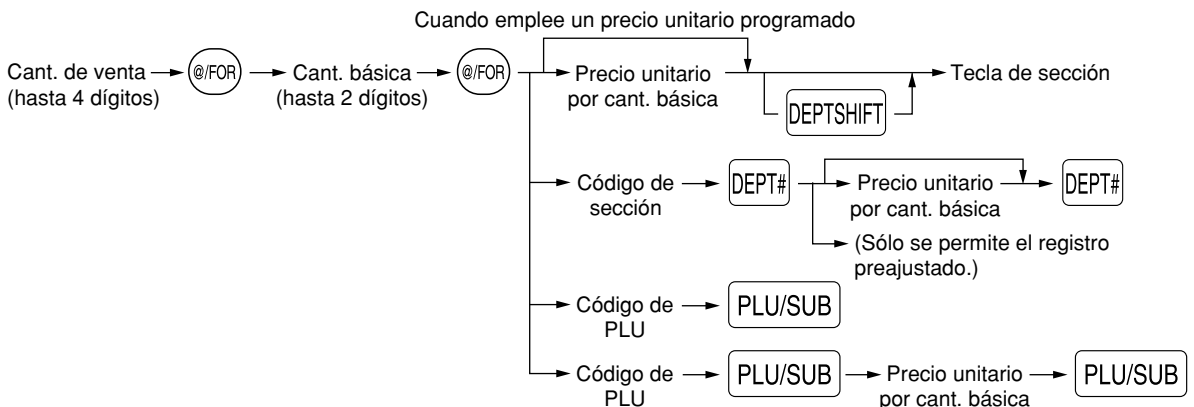 Cuando emplee un precio unitario programado
Cant. de venta @/FOR Cant. básica @/FOR Precio unitario Tecla de sección
(hasta 4 dígitos) (hasta 2 dígitos) por cant. básica
DEPTSHIFT
Código de DEPT# Precio unitario DEPT#
sección por cant. básica
(Sólo se permite el registro
preajustado.)
Código de PLU/SUB
PLU
Código de PLU/SUB Precio unitario PLU/SUB
PLU por cant. básica